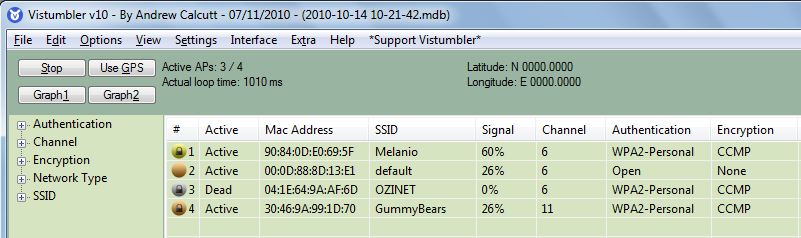 Vistumbler v10 - By Andrew Calcutt - 07/11/2010 - (2010-10-14 10-21-42.mdb)
File Edit Options View Settings Interface Extra Help *Support Vistumbler*
Stop Use GPS Active APs: 3 / 4 Latitude: N 0000.0000
Actual loop time: 1010 ms Longitude: E 0000.0000
Graph1 Graph2
Authentication
Channel
Encryption
Network Type
SSID
# Active Mac Address SSID Signal Channel Authentication Encryption
1 Active 90:84:0D:E0:69:5F Melanio 60% 6 WPA2-Personal CCMP
2 Active 00:0D:88:8D:13:E1 default 26% 6 Open None
3 Dead 04:1E:64:9A:AF:6D OZINET 0% 6 WPA2-Personal CCMP
4 Active 30:46:9A:99:1D:70 GummyBears 26% 11 WPA2-Personal CCMP